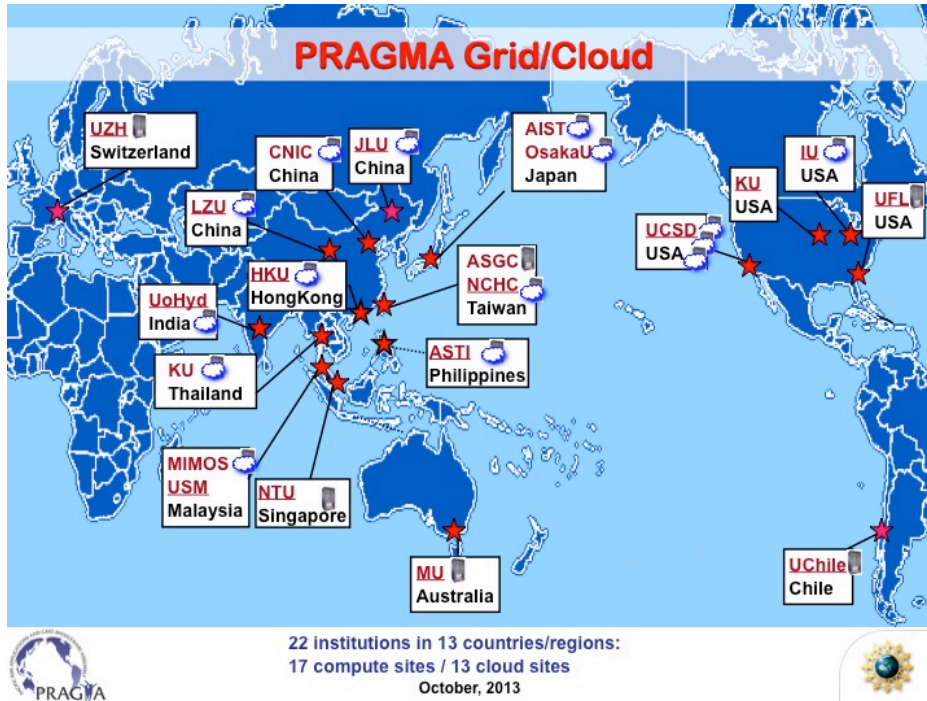 PRAGMA Grid/Cloud
UZH
Switzerland
CNIC
China
JLU
China
AIST
OsakaU
Japan
IU
USA
KU
USA
UFL
USA
LZU
China
UCSD
USA
HKU
HongKong
ASGC
NCHC
Taiwan
UoHyd
India
ASTI
Philippines
KU
Thailand
MIMOS
USM
Malaysia
NTU
Singapore
MU
Australia
UChile
Chile
22 institutions in 13 countries/regions:
17 compute sites / 13 cloud sites
October, 2013
PRAGMA